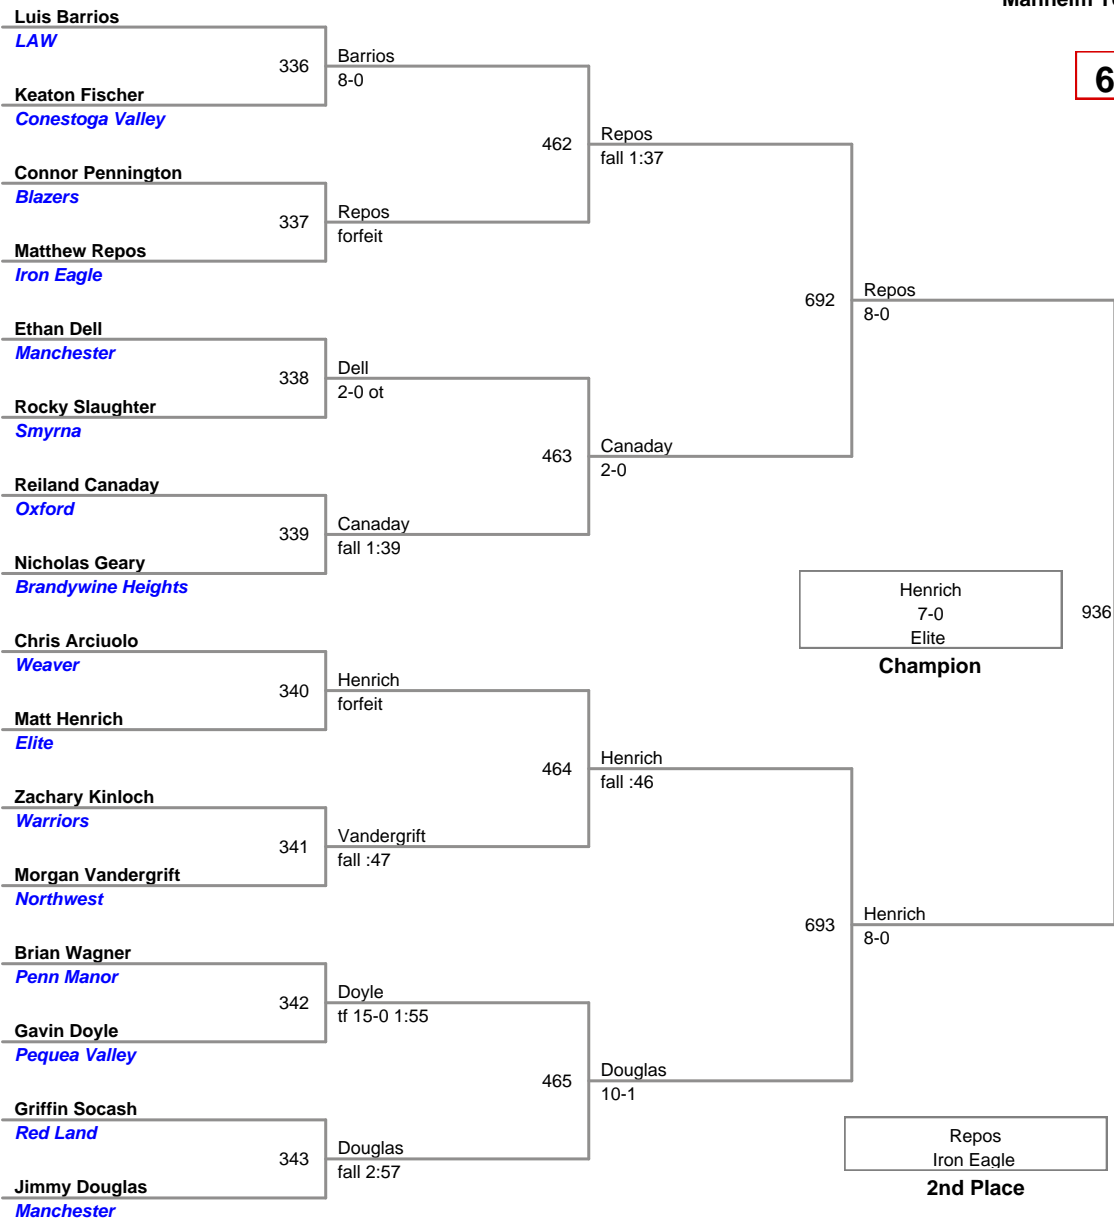 Luis Barrios
LAW
336
Barrios
8-0
Keaton Fischer
Conestoga Valley
462
Repos
fall 1:37
Connor Pennington
Blazers
337
Repos
forfeit
Matthew Repos
Iron Eagle
692
Repos
8-0
Ethan Dell
Manchester
338
Dell
2-0 ot
Rocky Slaughter
Smyrna
463
Canaday
2-0
Reiland Canaday
Oxford
339
Canaday
fall 1:39
Nicholas Geary
Brandywine Heights
Henrich
7-0
Elite
936
Champion
Chris Arciuolo
Weaver
340
Henrich
forfeit
Matt Henrich
Elite
464
Henrich
fall :46
Zachary Kinloch
Warriors
341
Vandergrift
fall :47
Morgan Vandergrift
Northwest
693
Henrich
8-0
Brian Wagner
Penn Manor
342
Doyle
tf 15-0 1:55
Gavin Doyle
Pequea Valley
465
Douglas
10-1
Griffin Socash
Red Land
343
Douglas
fall 2:57
Jimmy Douglas
Manchester
Repos
Iron Eagle
2nd Place